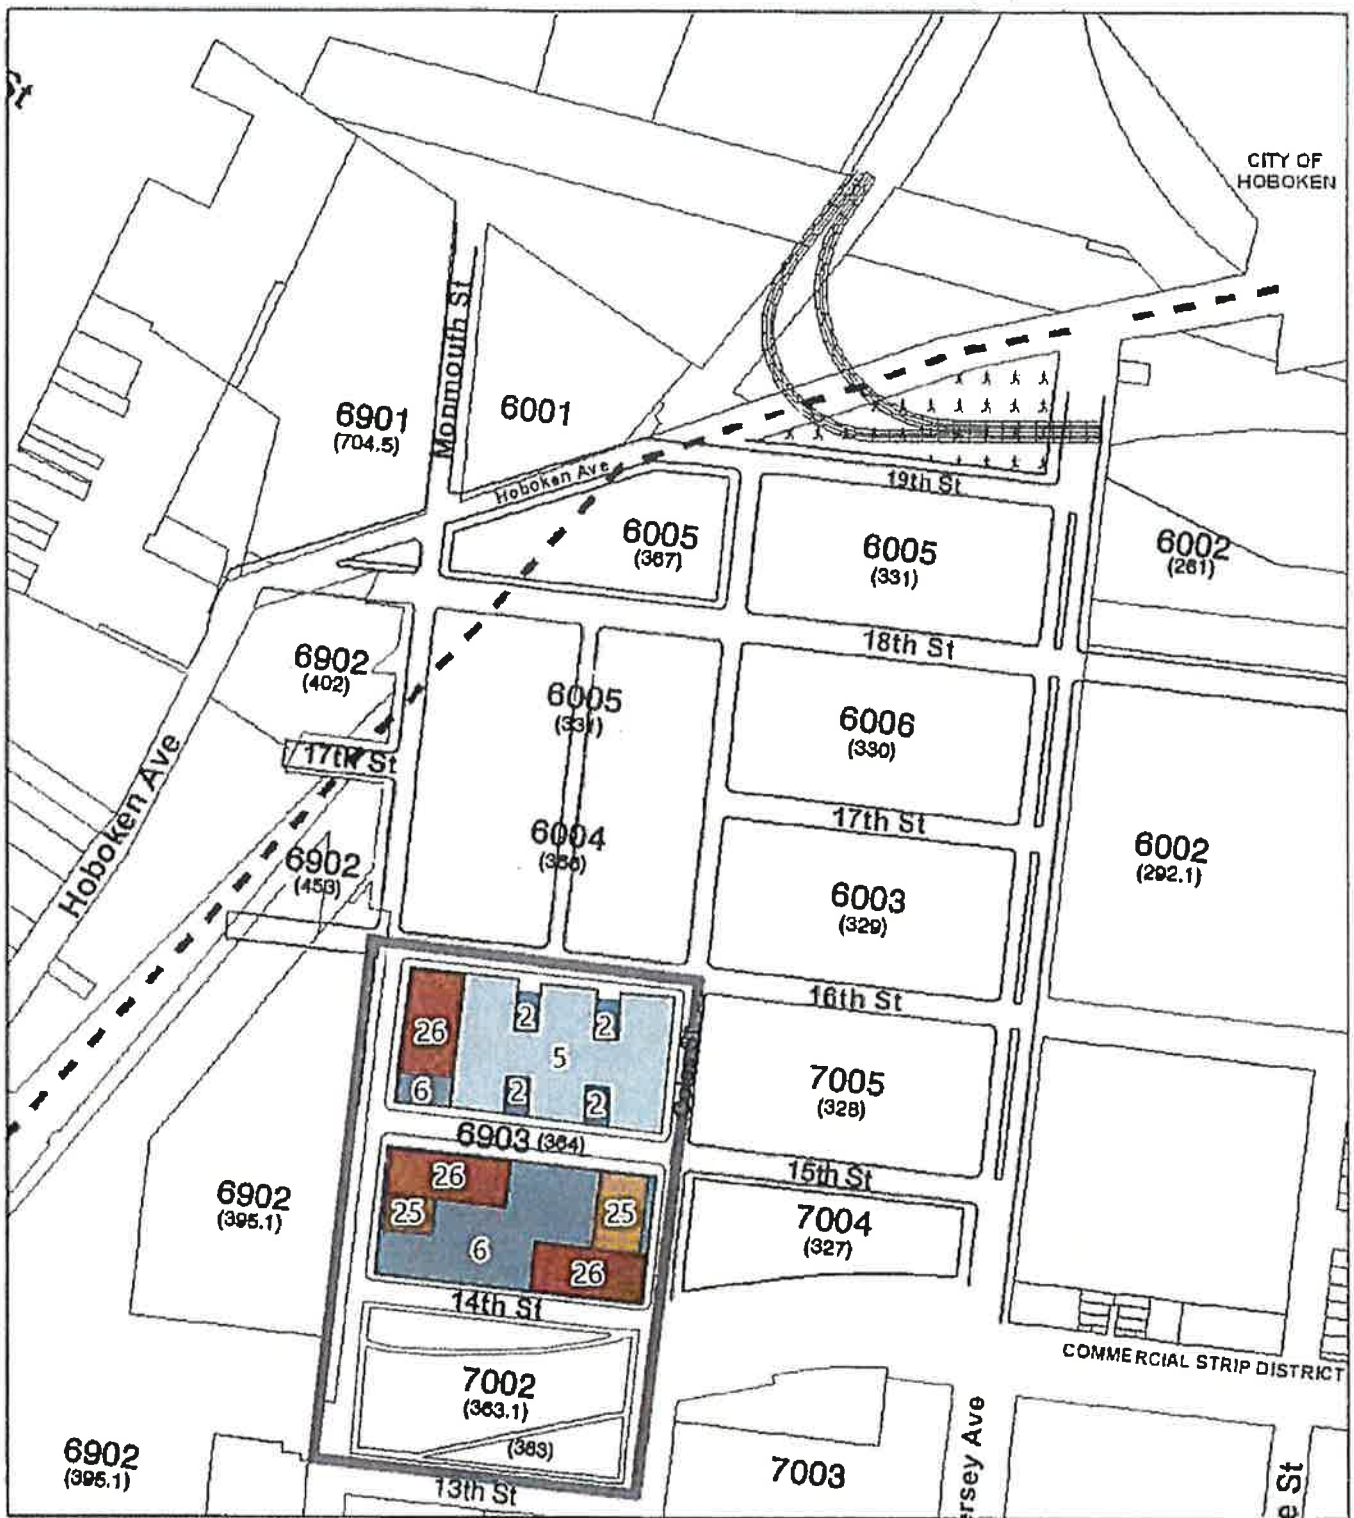 St
CITY OF
HOBOKEN
Monmouth St
6901
(704.5)
6001
Hoboken Ave
19th St
6005
(367)
6005
(331)
6002
(261)
18th St
6902
(402)
6005
(331)
6006
(330)
17th St
Hoboken Ave
17th St
6004
(366)
6002
(292.1)
6902
(453)
6003
(329)
16th St
26
2
2
5
6
2
2
7005
(328)
6903 (364)
15th St
26
25
25
6
26
6902
(395.1)
7004
(327)
14th St
COMMERCIAL STRIP DISTRICT
7002
(363.1)
(363)
6902
(395.1)
7003
13th St
ersey Ave
e St